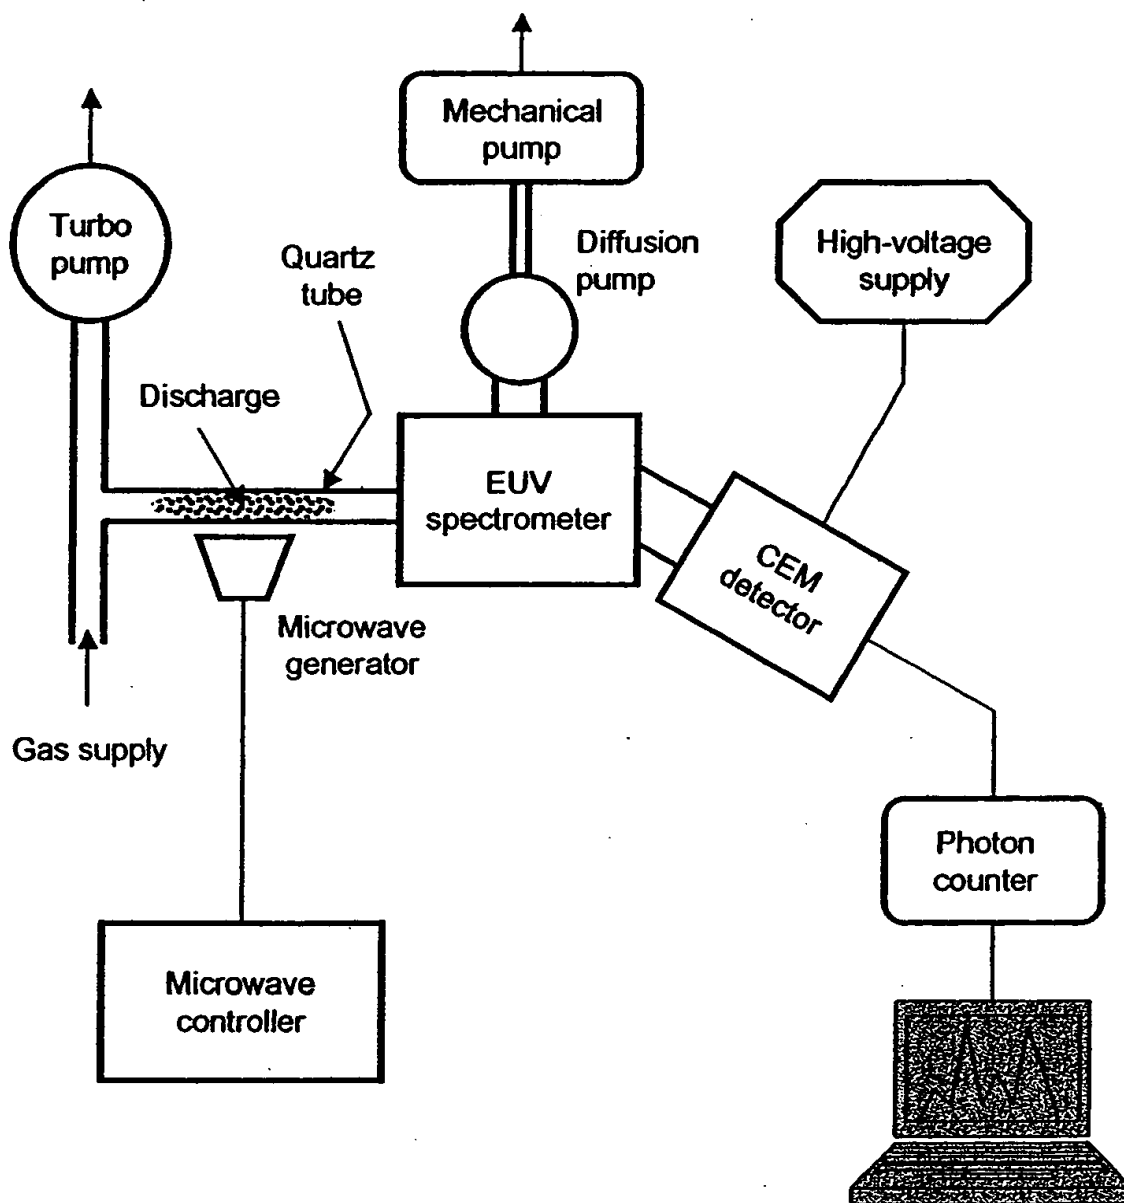 Mechanical
pump
Turbo
pump
Quartz
tube
Diffusion
pump
High-voltage
supply
Discharge
EUV
spectrometer
CEM
detector
Microwave
generator
Gas supply
Photon
counter
Microwave
controller